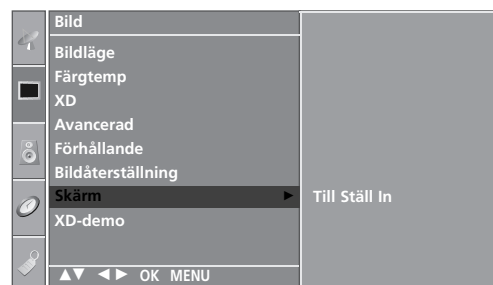 Bild
Bildläge
Färgtemp
XD
Avancerad
Förhållande
Bildåterställning
Skärm ► Till Ställ In
XD-demo
▲▼ ◄► OK MENU